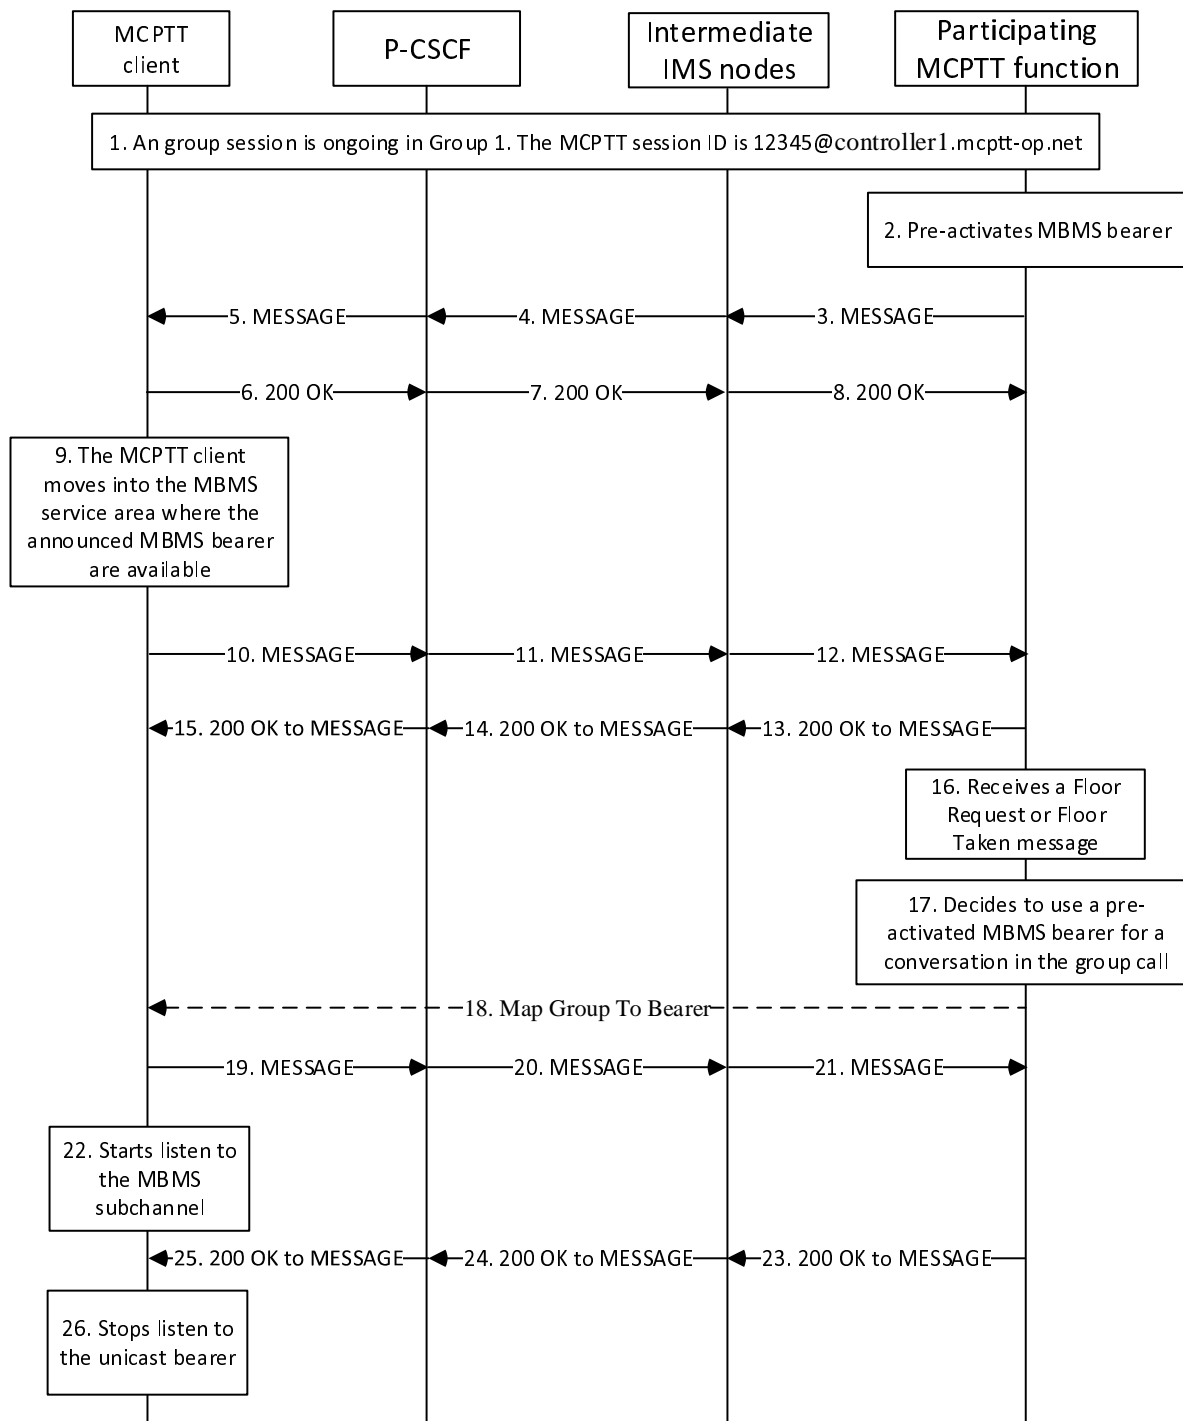 MCPTT
client
P-CSCF
Intermediate
IMS nodes
Participating
MCPTT function
1. An group session is ongoing in Group 1. The MCPTT session ID is 12345@controller1.mcptt-op.net
2. Pre-activates MBMS bearer
5. MESSAGE
4. MESSAGE
3. MESSAGE
6. 200 OK
7. 200 OK
8. 200 OK
9. The MCPTT client
moves into the MBMS
service area where the
announced MBMS bearer
are available
10. MESSAGE
11. MESSAGE
12. MESSAGE
15. 200 OK to MESSAGE
14. 200 OK to MESSAGE
13. 200 OK to MESSAGE
16. Receives a Floor
Request or Floor
Taken message
17. Decides to use a pre-
activated MBMS bearer for a
conversation in the group call
18. Map Group To Bearer
19. MESSAGE
20. MESSAGE
21. MESSAGE
22. Starts listen to
the MBMS
subchannel
25. 200 OK to MESSAGE
24. 200 OK to MESSAGE
23. 200 OK to MESSAGE
26. Stops listen to
the unicast bearer